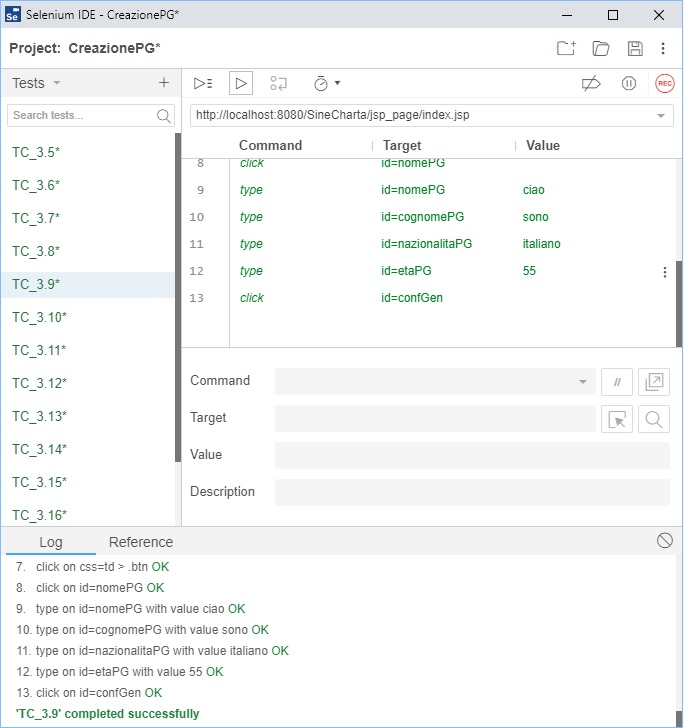 Se Selenium IDE - CreazionePG*
Project: CreazionePG*
Tests
REC
Search tests...
http://localhost:8080/SineCharta/jsp_page/index.jsp
Command Target Value
TC_3.5*
TC_3.6*
TC_3.7*
TC_3.8*
TC_3.9*
TC_3.10*
TC_3.11*
TC_3.12*
TC_3.13*
TC_3.14*
TC_3.15*
TC_3.16*
8 click id=nomePG
9 type id=nomePG ciao
10 type id=cognomePG sono
11 type id=nazionalitaPG italiano
12 type id=etaPG 55
13 click id=confGen
Command //
Target
Value
Description
Log Reference
7. click on css=td > .btn OK
8. click on id=nomePG OK
9. type on id=nomePG with value ciao OK
10. type on id=cognomePG with value sono OK
11. type on id=nazionalitaPG with value italiano OK
12. type on id=etaPG with value 55 OK
13. click on id=confGen OK
'TC_3.9' completed successfully